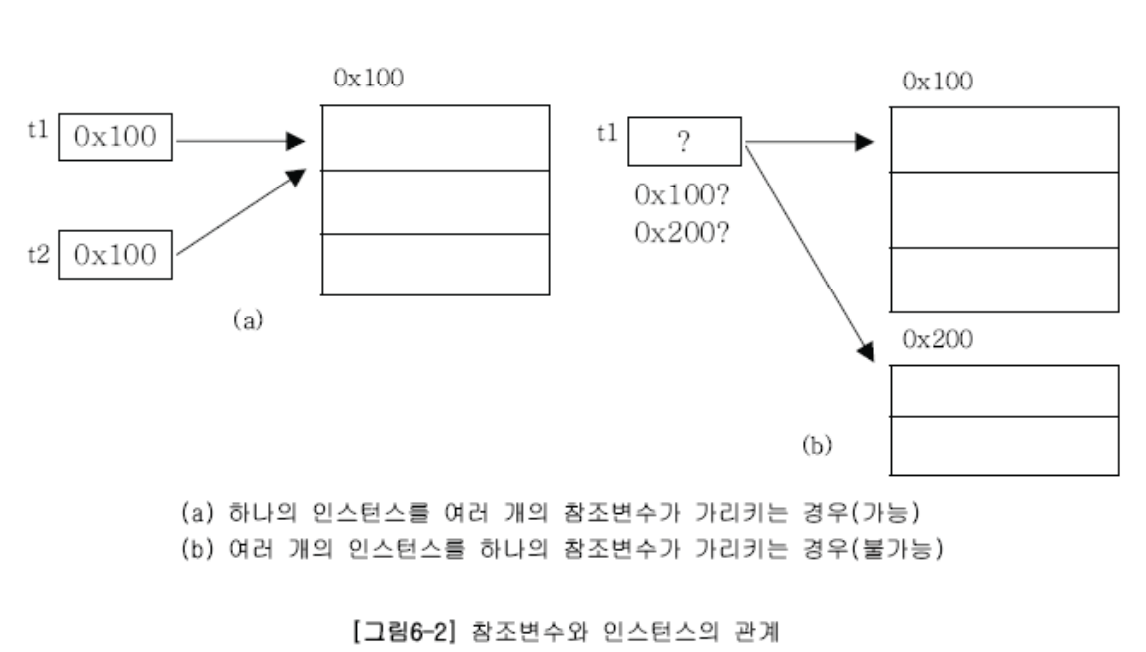 0x100
t1 0x100
t2 0x100
(a)
0x100
t1 ?
0x100?
0x200?
0x200
(b)
(a) 하나의 인스턴스를 여러 개의 참조변수가 가리키는 경우(가능)
(b) 여러 개의 인스턴스를 하나의 참조변수가 가리키는 경우(불가능)
[그림6-2] 참조변수와 인스턴스의 관계